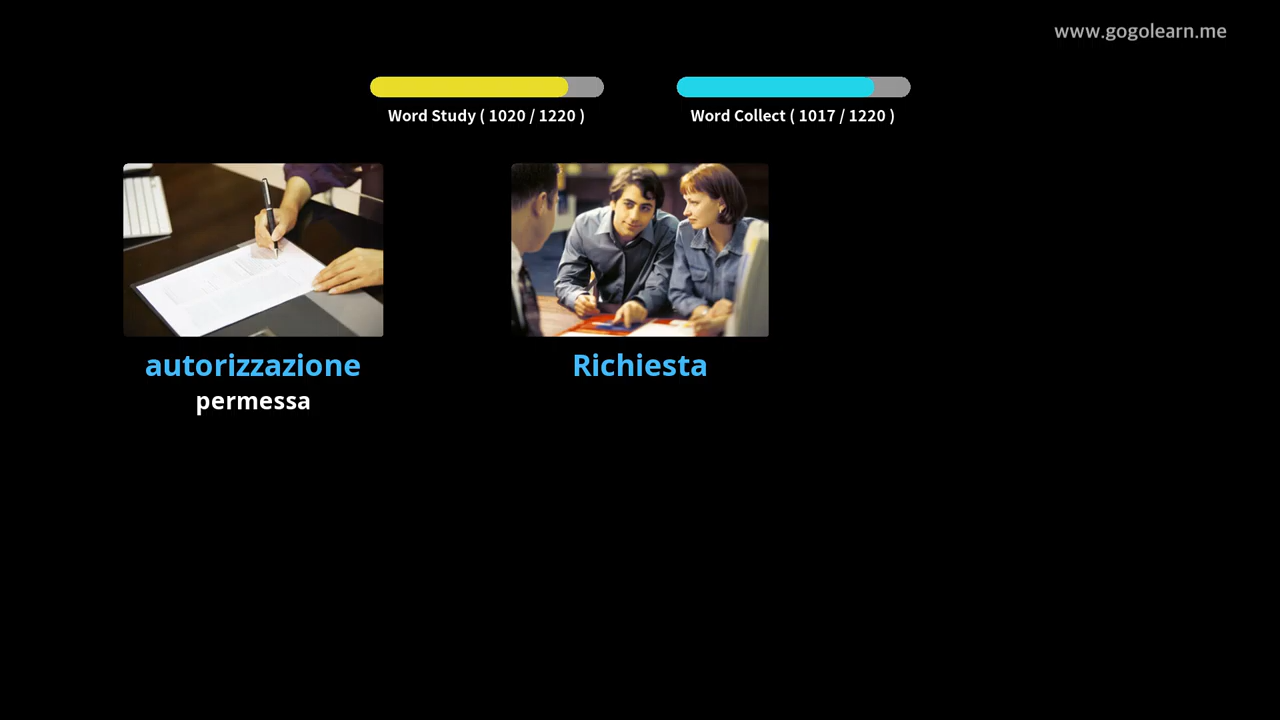 www.gogolearn.me
Word Study ( 1020 / 1220 )
Word Collect ( 1017 / 1220 )
autorizzazione
permessa
Richiesta